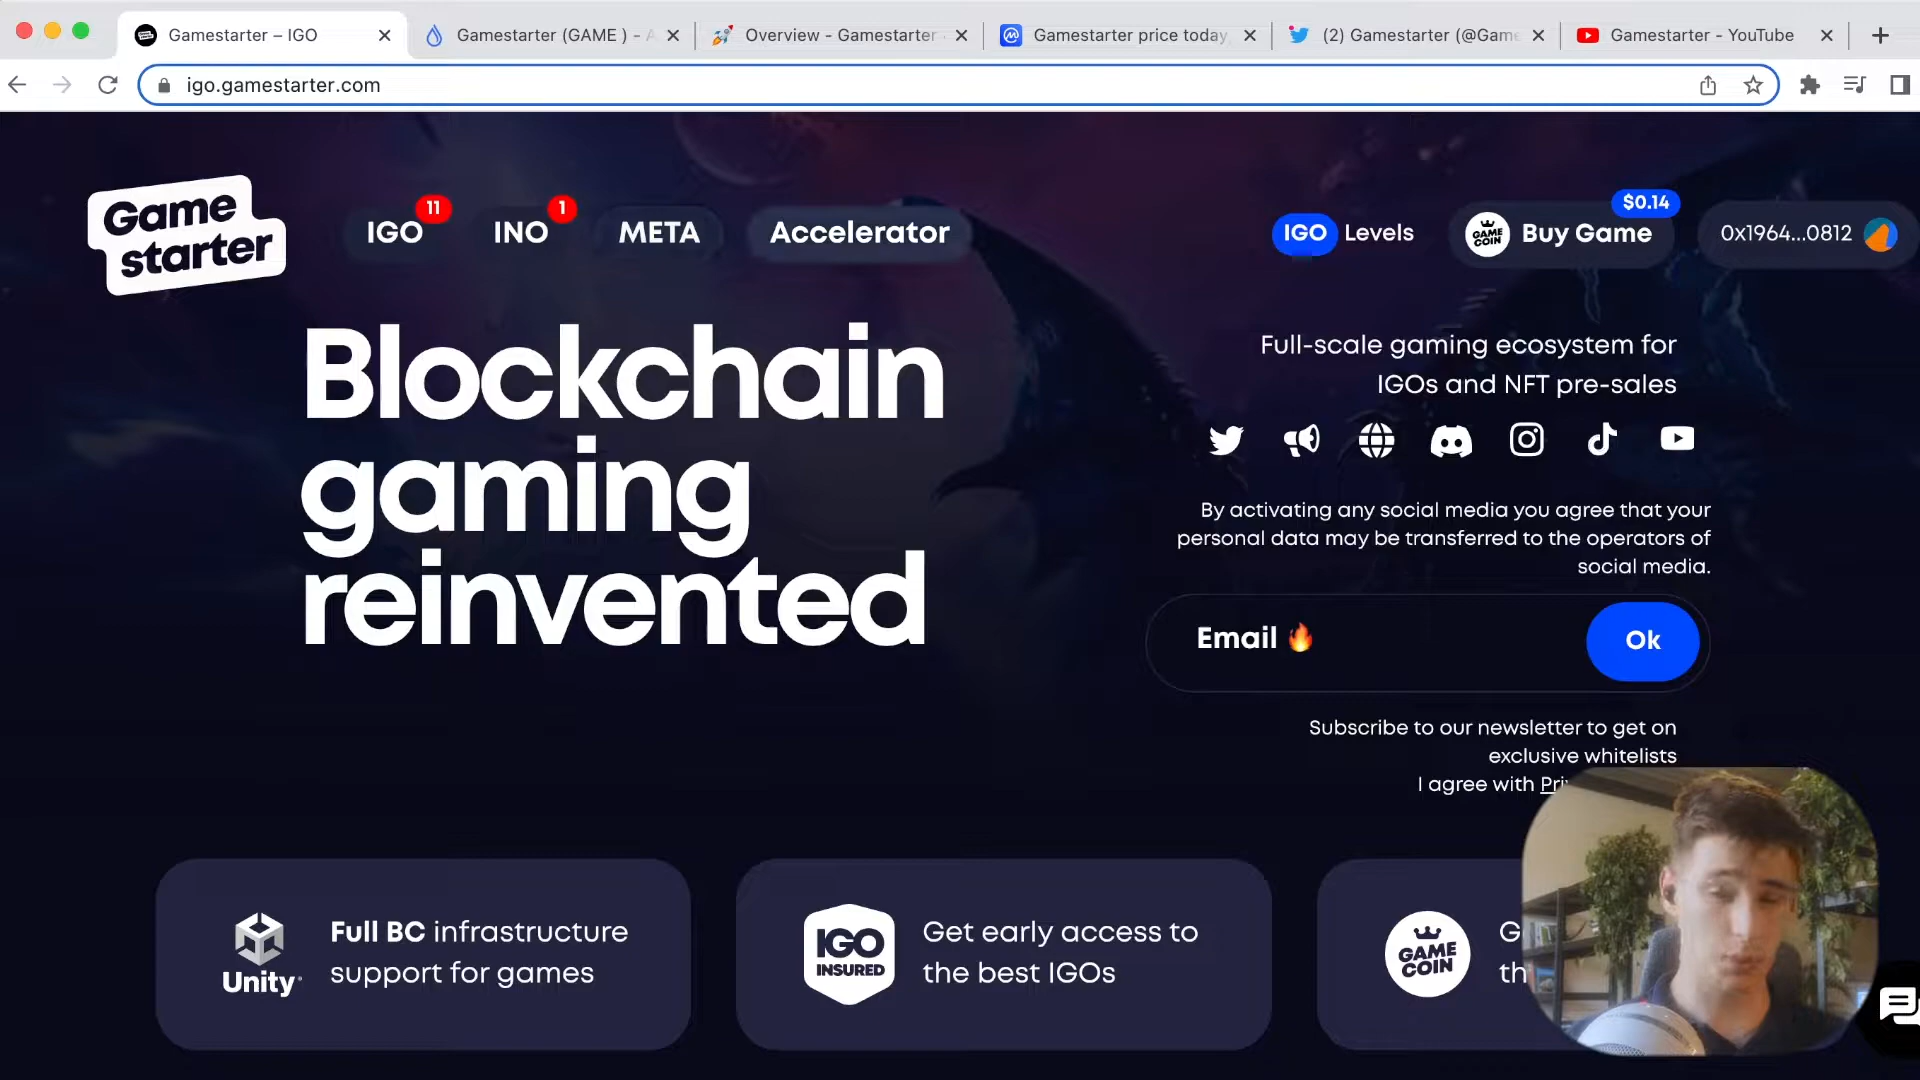 Gamestarter – IGO
Gamestarter (GAME ) -
Overview - Gamestarter
Gamestarter price today,
(2) Gamestarter (@Game
Gamestarter - YouTube
igo.gamestarter.com
Game
starter
IGO 11
INO 1
META
Accelerator
IGO Levels
GAME
COIN
Buy Game
$0.14
0x1964...0812
Blockchain
gaming
reinvented
Full-scale gaming ecosystem for
IGOs and NFT pre-sales
By activating any social media you agree that your
personal data may be transferred to the operators of
social media.
Email 🔥
Ok
Subscribe to our newsletter to get on
exclusive whitelists
I agree with Pri
Unity
Full BC infrastructure
support for games
IGO
INSURED
Get early access to
the best IGOs
GAME
COIN
G
th